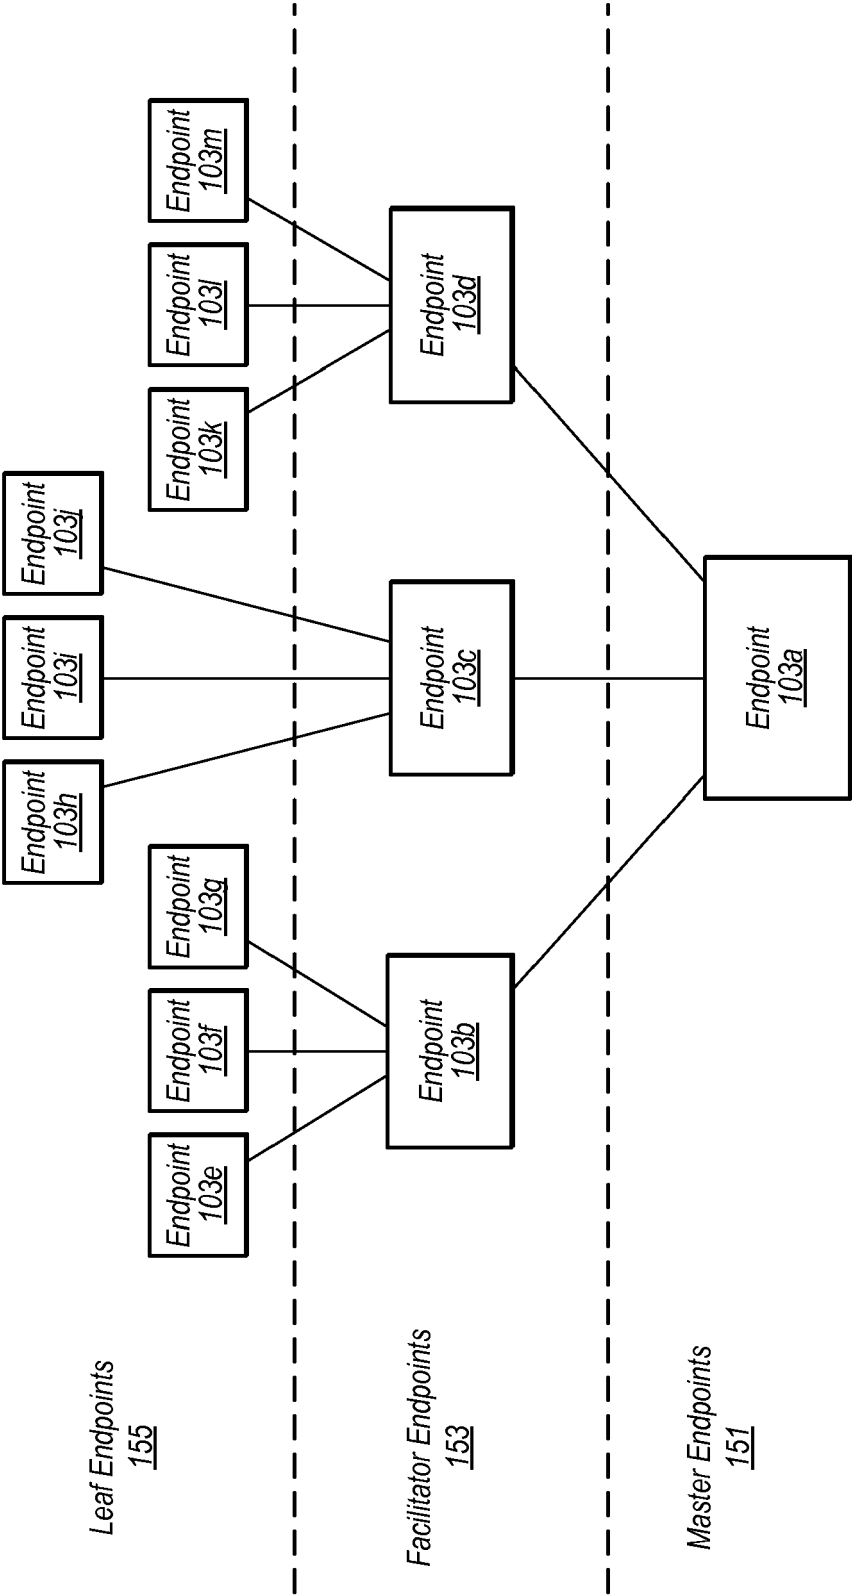 Endpoint
103h
Endpoint
103i
Endpoint
103j
Leaf Endpoints
155
Endpoint
103e
Endpoint
103f
Endpoint
103g
Endpoint
103k
Endpoint
103l
Endpoint
103m
Facilitator Endpoints
153
Endpoint
103b
Endpoint
103c
Endpoint
103d
Master Endpoints
151
Endpoint
103a